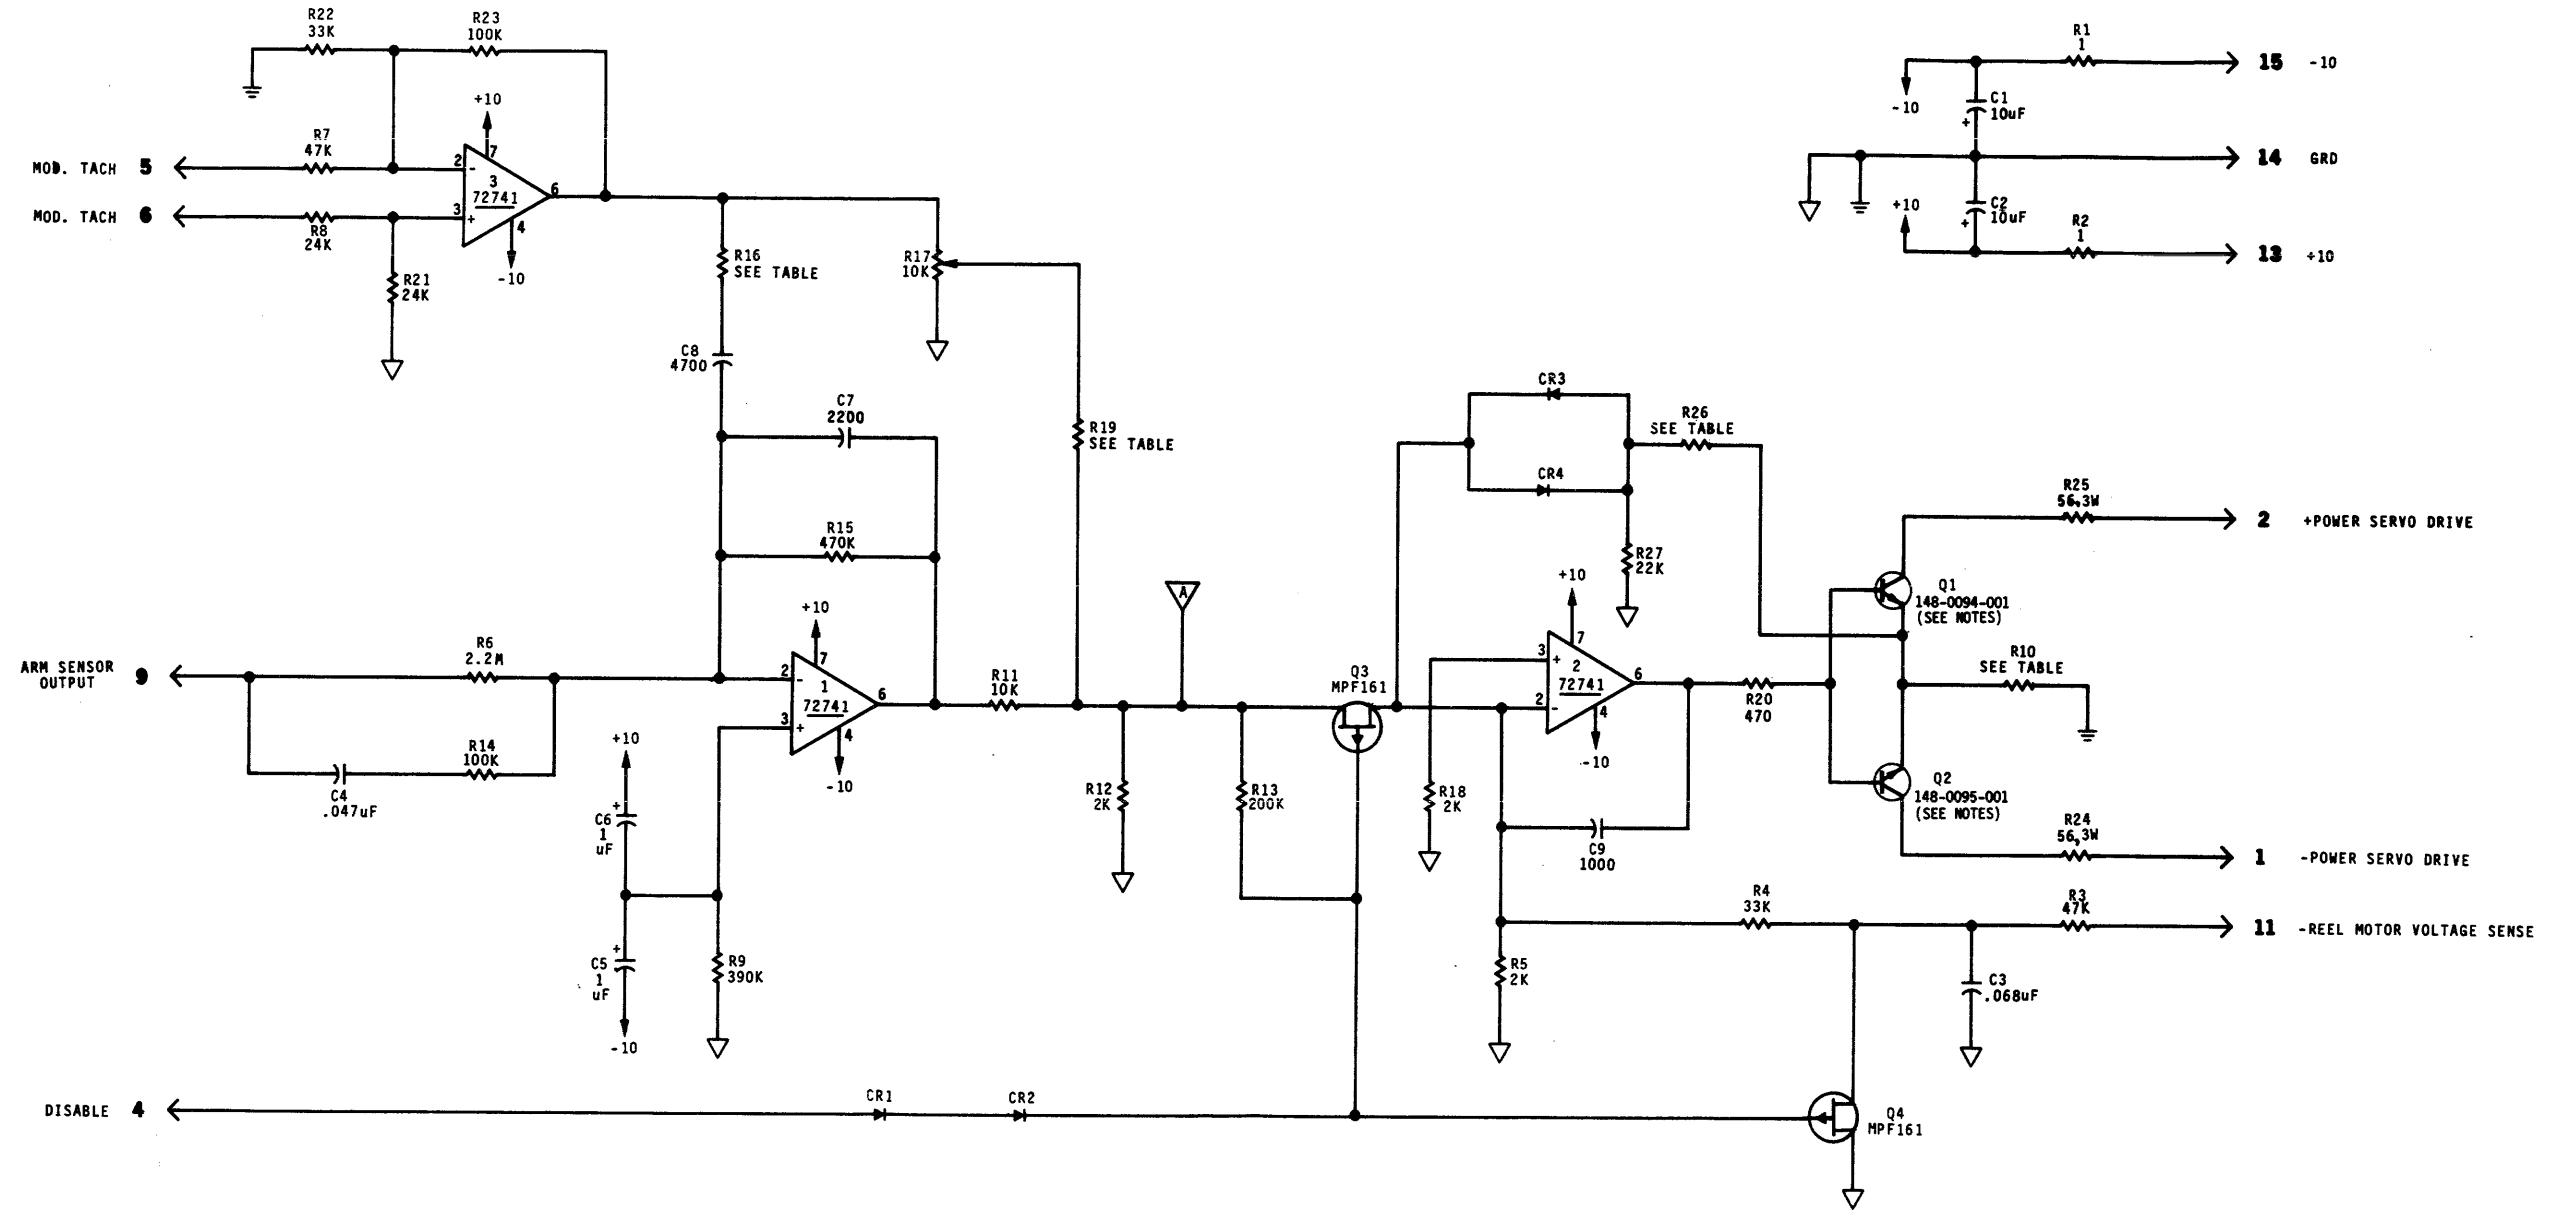 R22
33K
R23
100K
+10
R7
47K
MOD. TACH 5
2
-
7
3
72741
6
MOD. TACH 6
3
+
4
R8
24K
-10
R21
24K
R16
SEE TABLE
R17
10K
C8
4700
C7
2200
R19
SEE TABLE
R15
470K
R1
1
15 -10
-10
C1
10uF
+
14 GRD
+10
C2
10uF
+
R2
1
13 +10
CR3
R26
SEE TABLE
CR4
R27
22K
R25
56,3W
2 +POWER SERVO DRIVE
+10
Q1
148-0094-001
(SEE NOTES)
ARM SENSOR
OUTPUT
9
R6
2.2M
+10
2
-
7
1
72741
6
3
+
4
-10
R11
10K
A
Q3
MPF161
3
+
7
2
72741
6
2
-
4
-10
R20
470
R10
SEE TABLE
C4
.047uF
R14
100K
+10
+
C6
1
uF
R12
2K
R13
200K
R18
2K
C9
1000
Q2
148-0095-001
(SEE NOTES)
R24
56,3W
1 -POWER SERVO DRIVE
R4
33K
R3
47K
11 -REEL MOTOR VOLTAGE SENSE
+
C5
1
uF
-10
R9
390K
R5
2K
C3
.068uF
DISABLE 4
CR1
CR2
Q4
MPF161